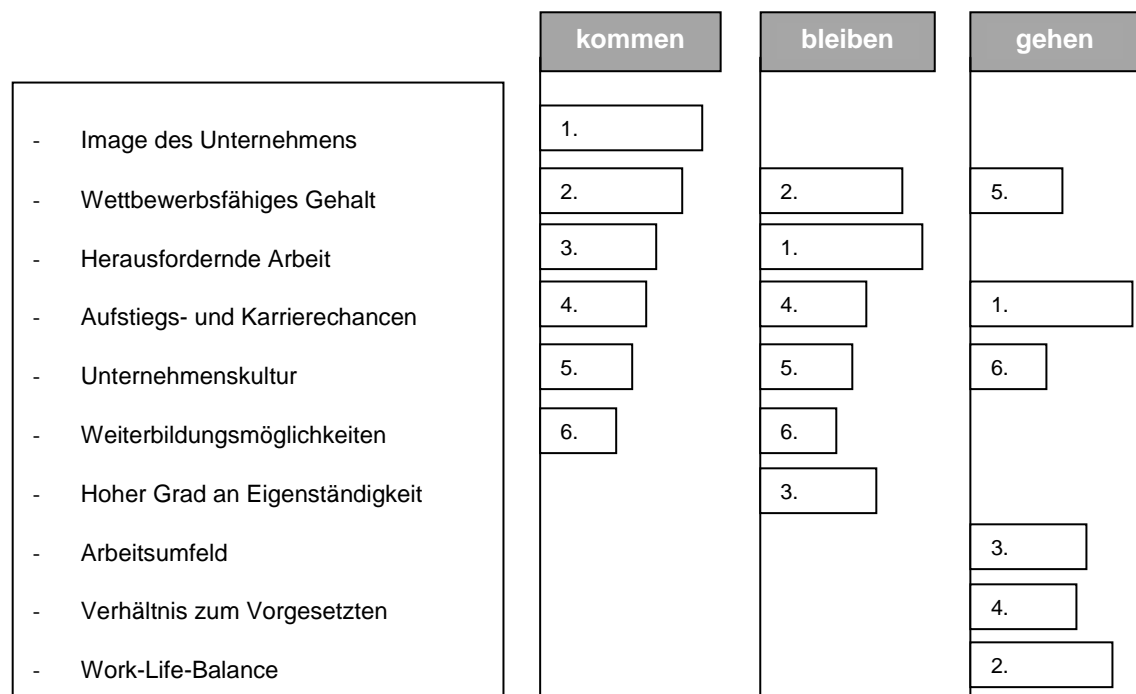 kommen bleiben gehen
- Image des Unternehmens 1.
- Wettbewerbsfähiges Gehalt 2. 2. 5.
- Herausfordernde Arbeit 3. 1.
- Aufstiegs- und Karrierechancen 4. 4. 1.
- Unternehmenskultur 5. 5. 6.
- Weiterbildungsmöglichkeiten 6. 6.
- Hoher Grad an Eigenständigkeit 3.
- Arbeitsumfeld 3.
- Verhältnis zum Vorgesetzten 4.
- Work-Life-Balance 2.